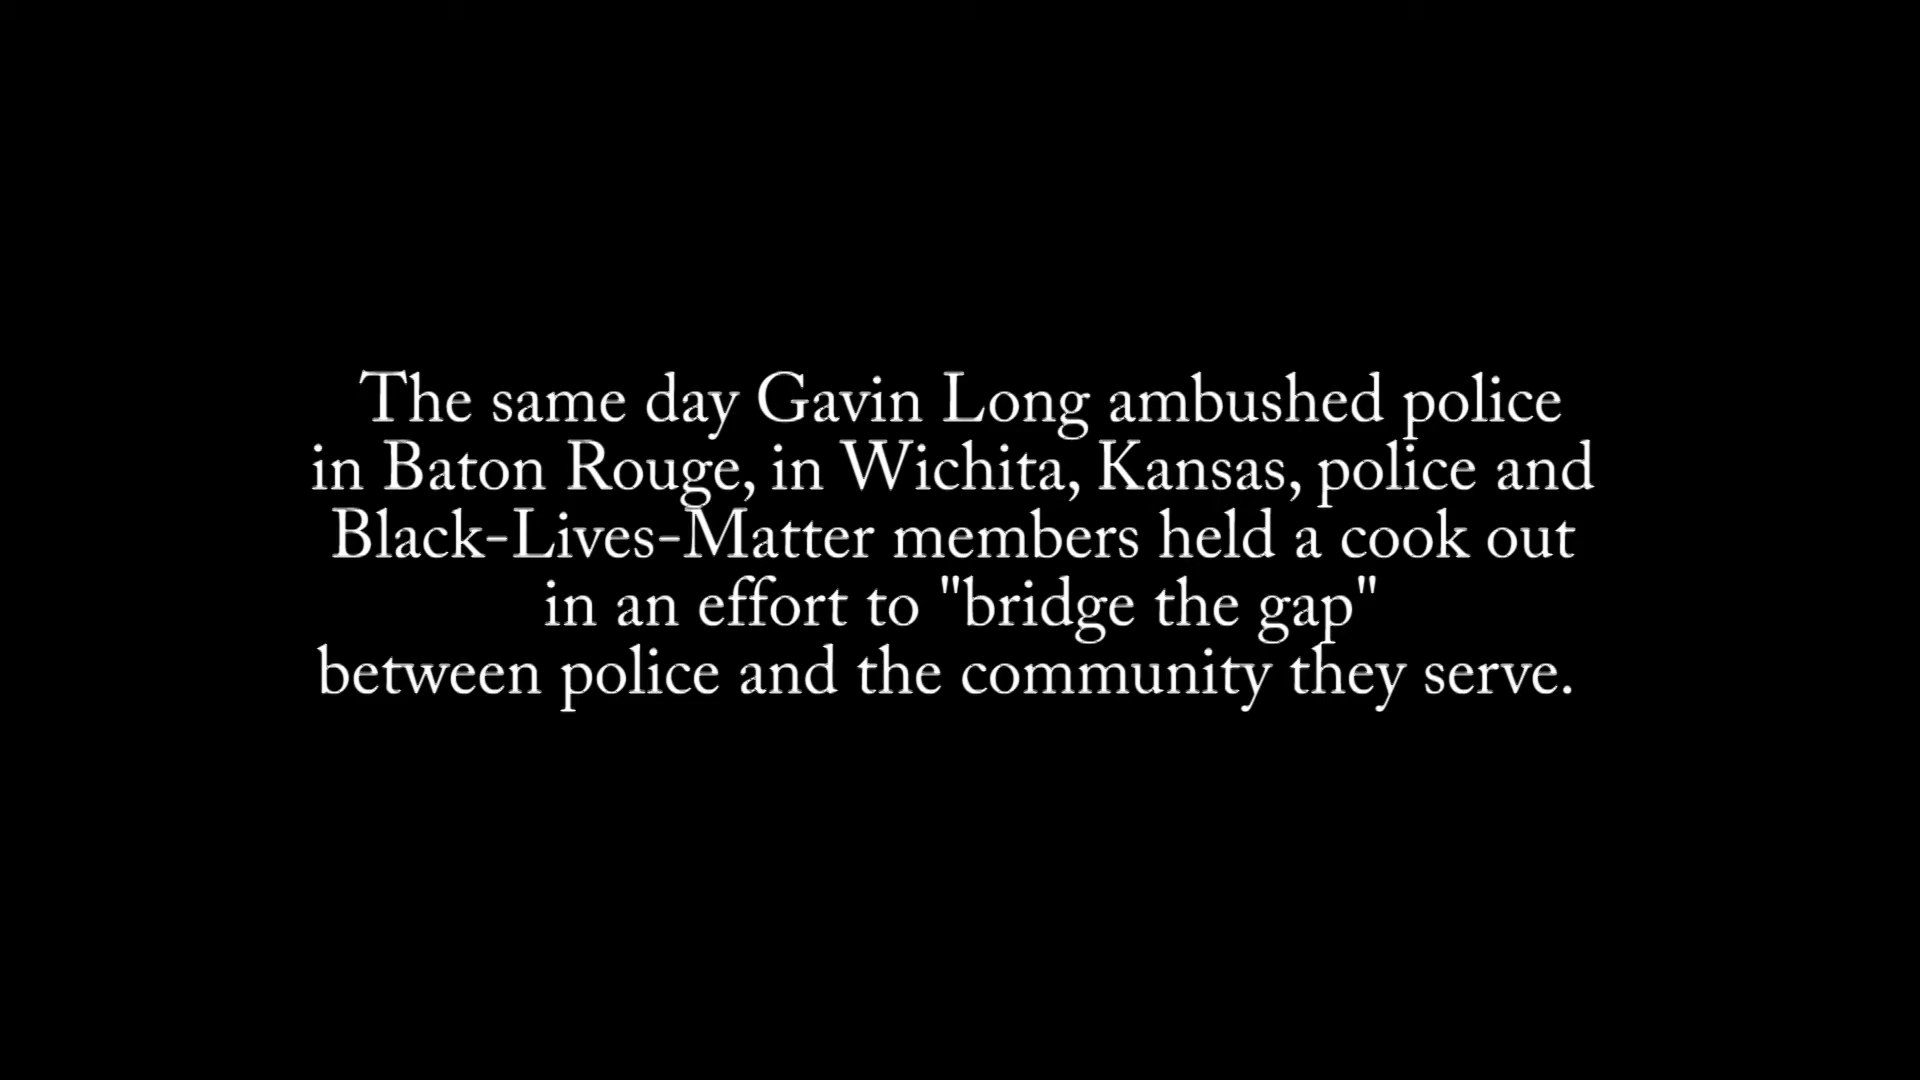 The same day Gavin Long ambushed police
in Baton Rouge, in Wichita, Kansas, police and
Black-Lives-Matter members held a cook out
in an effort to "bridge the gap"
between police and the community they serve.